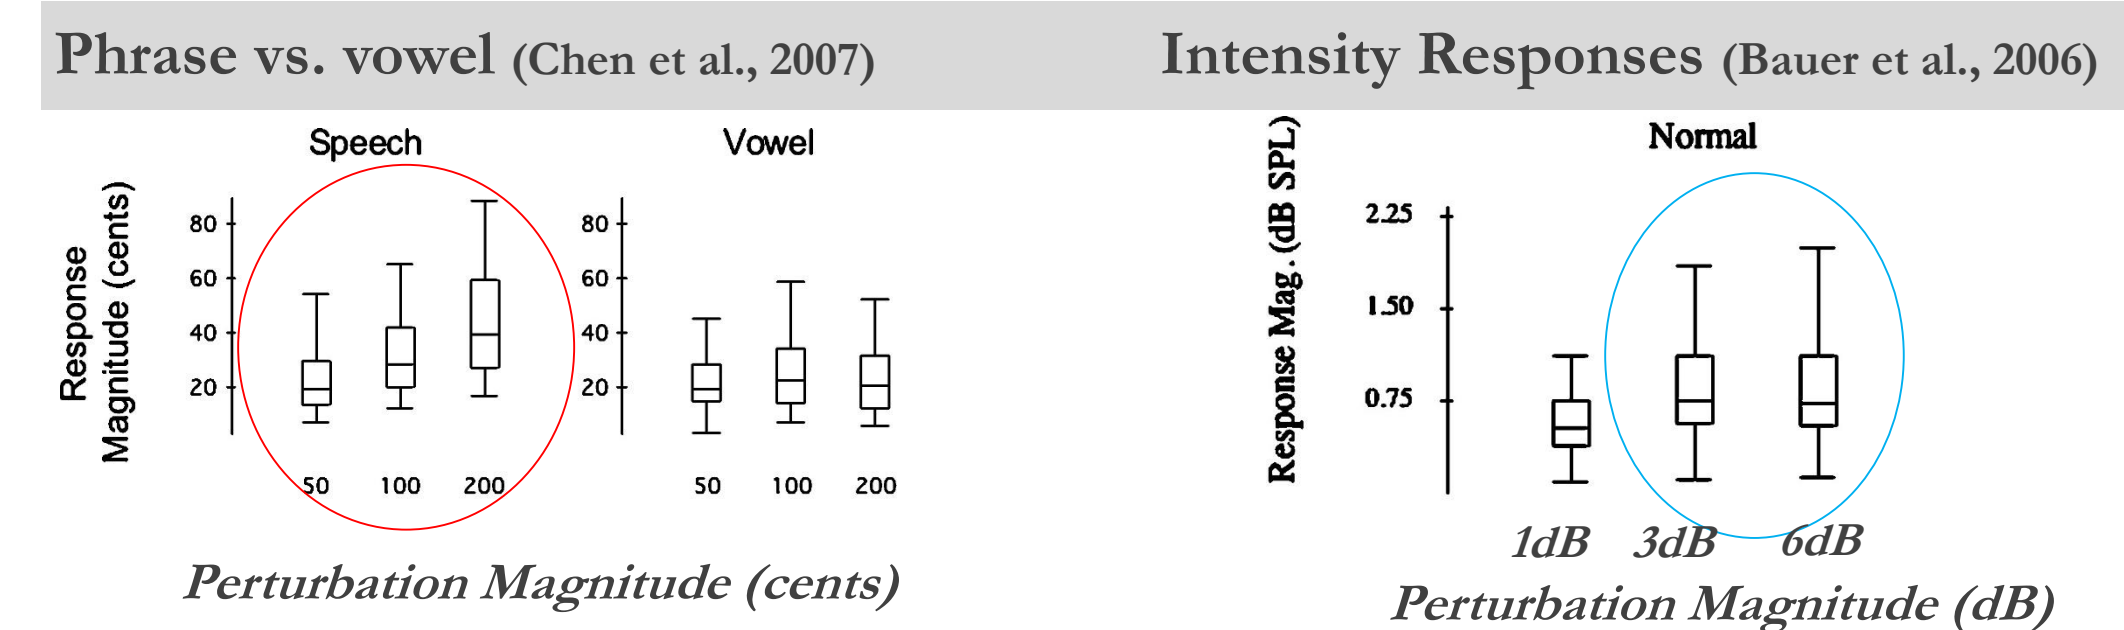 Phrase vs. vowel (Chen et al., 2007)
Intensity Responses (Bauer et al., 2006)
Speech
Vowel
Response
Magnitude (cents)
80
60
40
20
50 100 200
80
60
40
20
50 100 200
Perturbation Magnitude (cents)
Normal
Response Mag. (dB SPL)
2.25
1.50
0.75
1dB 3dB 6dB
Perturbation Magnitude (dB)